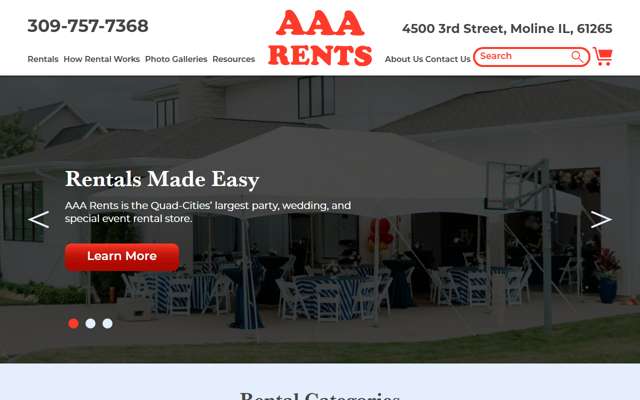 309-757-7368
AAA
RENTS
4500 3rd Street, Moline IL, 61265
Rentals How Rental Works Photo Galleries Resources
About Us Contact Us
Search
Rentals Made Easy
AAA Rents is the Quad-Cities' largest party, wedding, and
special event rental store.
Learn More
Rental Categories